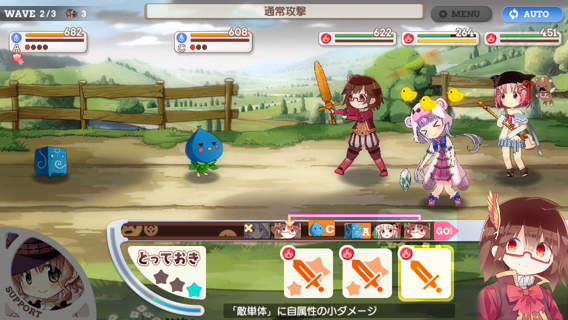 WAVE 2/3 3
通常攻撃
MENU
AUTO
682
A
608
C
622
264
451
C
A
GO!
とっておき
SUPPORT
「敵単体」に自属性の小ダメージ